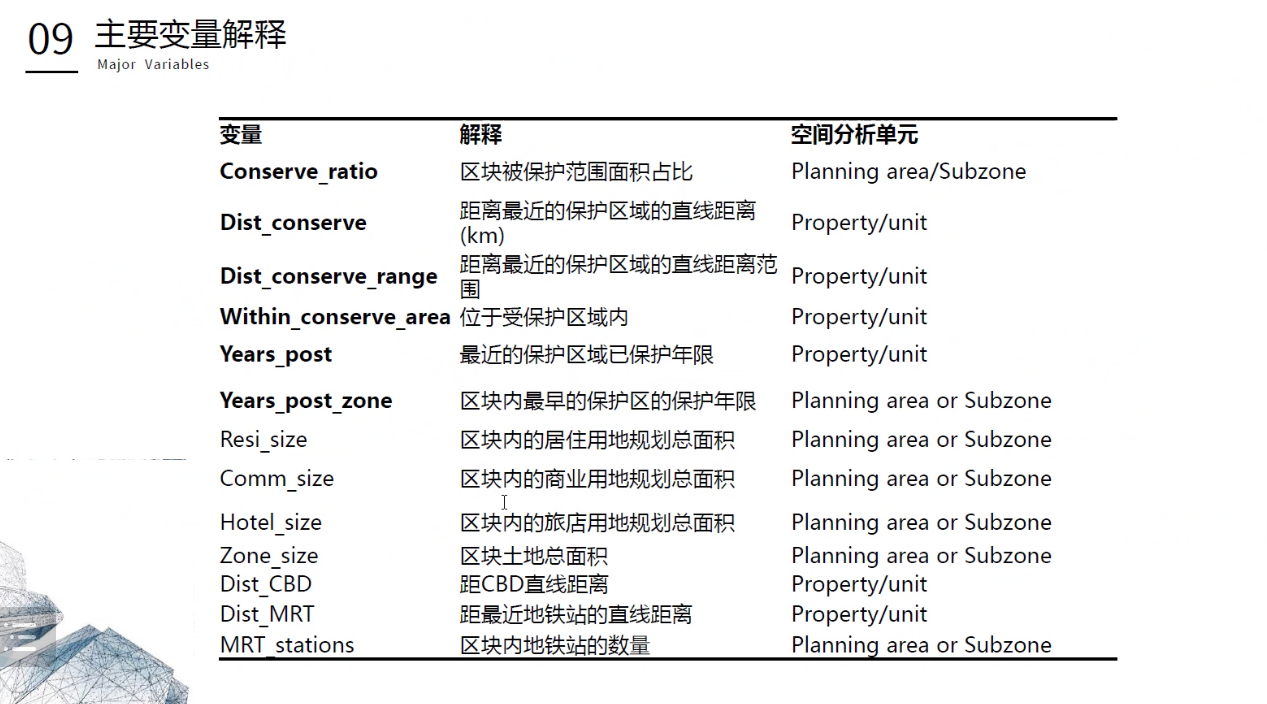 09 主要变量解释
Major Variables
变量 解释 空间分析单元
Conserve_ratio 区块被保护范围面积占比 Planning area/Subzone
Dist_conserve 距离最近的保护区域的直线距离(km) Property/unit
Dist_conserve_range 距离最近的保护区域的直线距离范围 Property/unit
Within_conserve_area 位于受保护区域内 Property/unit
Years_post 最近的保护区域已保护年限 Property/unit
Years_post_zone 区块内最早的保护区的保护年限 Planning area or Subzone
Resi_size 区块内的居住用地规划总面积 Planning area or Subzone
Comm_size 区块内的商业用地规划总面积 Planning area or Subzone
Hotel_size 区块内的旅店用地规划总面积 Planning area or Subzone
Zone_size 区块土地总面积 Planning area or Subzone
Dist_CBD 距CBD直线距离 Property/unit
Dist_MRT 距最近地铁站的直线距离 Property/unit
MRT_stations 区块内地铁站的数量 Planning area or Subzone